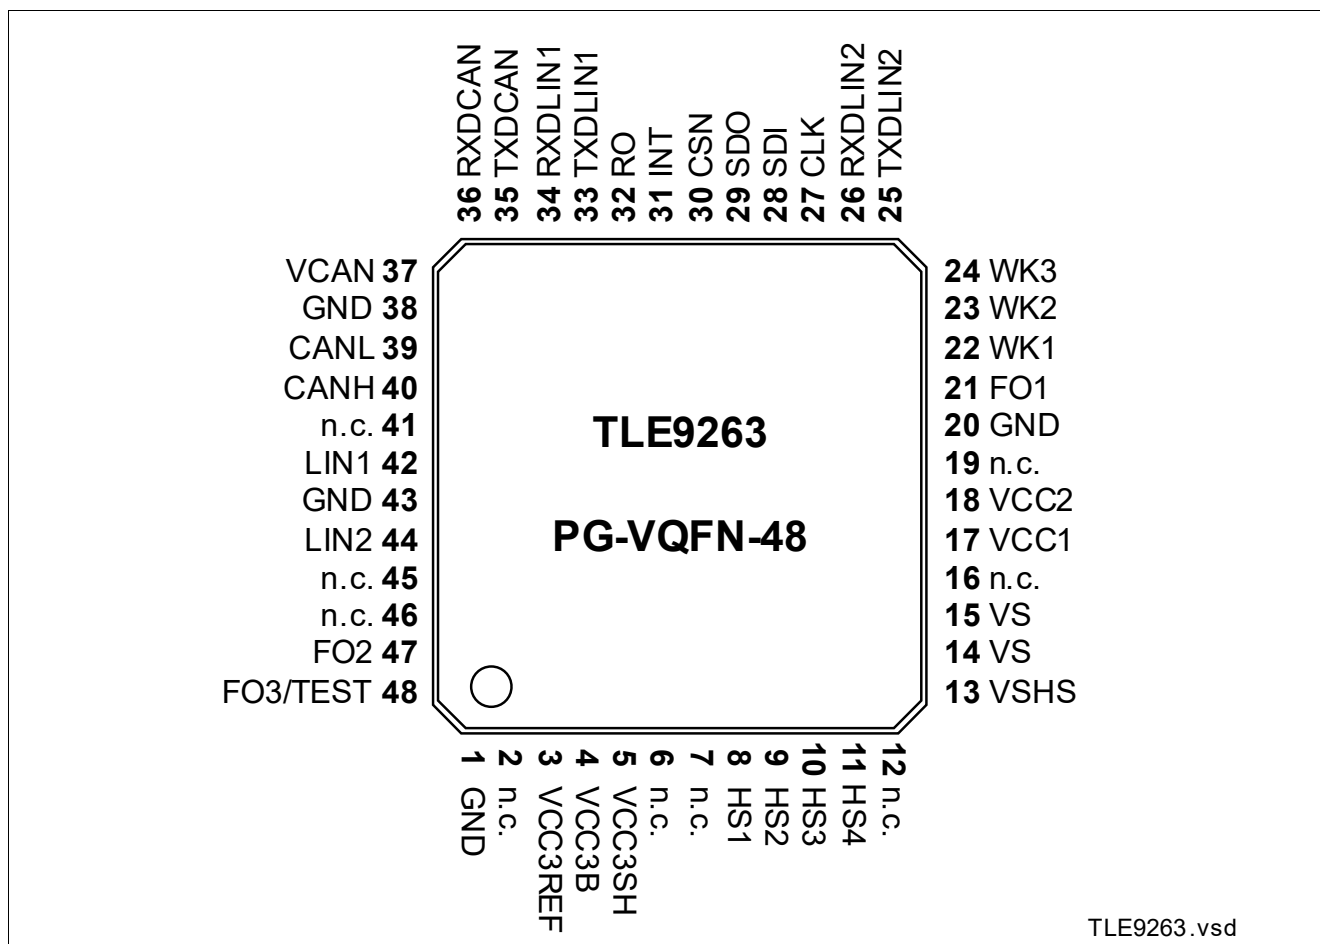 36 RXDCAN
35 TXDCAN
34 RXDLIN1
33 TXDLIN1
32 RO
31 INT
30 CSN
29 SDO
28 SDI
27 CLK
26 RXDLIN2
25 TXDLIN2
VCAN 37
GND 38
CANL 39
CANH 40
n.c. 41
LIN1 42
GND 43
LIN2 44
n.c. 45
n.c. 46
FO2 47
FO3/TEST 48
TLE9263
PG-VQFN-48
24 WK3
23 WK2
22 WK1
21 FO1
20 GND
19 n.c.
18 VCC2
17 VCC1
16 n.c.
15 VS
14 VS
13 VSHS
1 GND
2 n.c.
3 VCC3REF
4 VCC3B
5 VCC3SH
6 n.c.
7 n.c.
8 HS1
9 HS2
10 HS3
11 HS4
12 n.c.
TLE9263.vsd